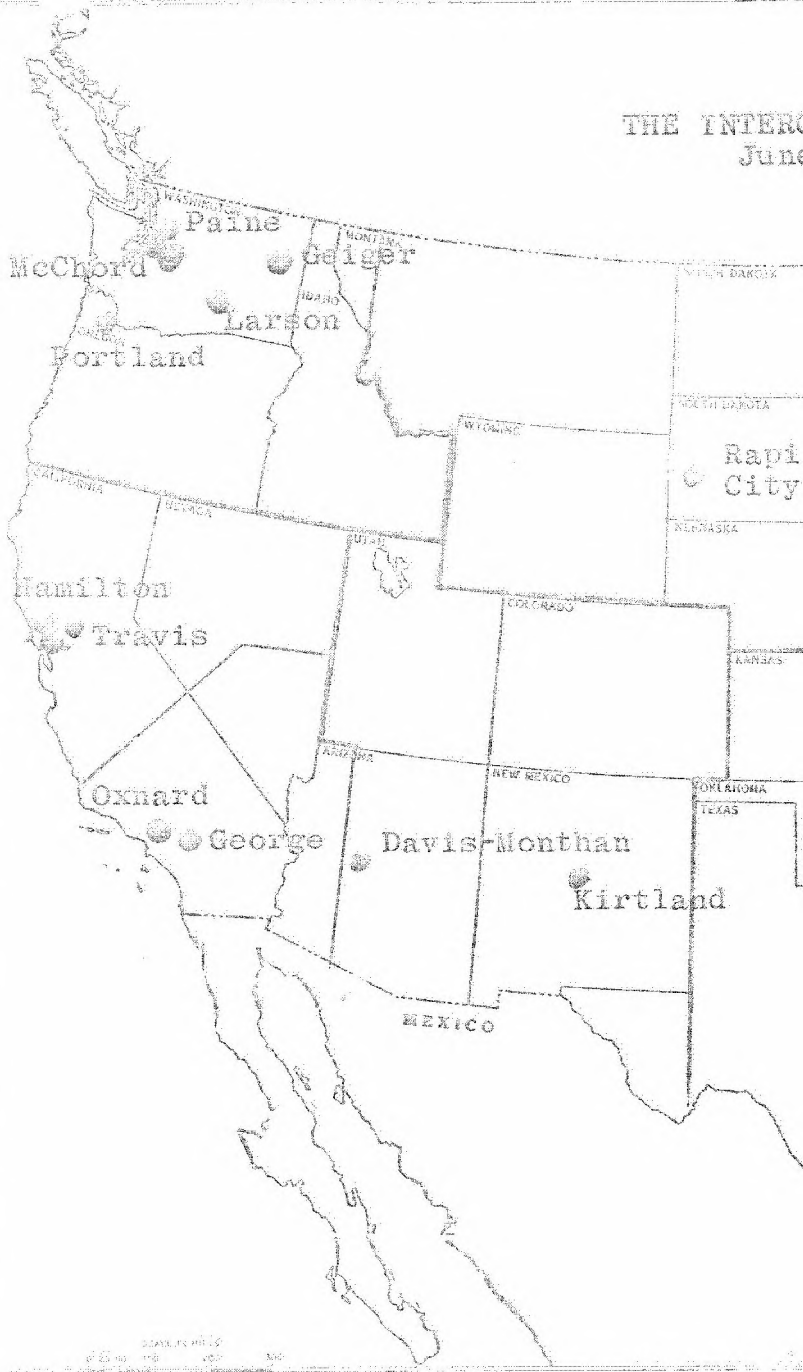 THE INTERC
June
WASHINGTON
Paine
McChord
Geiger
MONTANA
IDAHO
Larson
Portland
NORTH DAKOTA
SOUTH DAKOTA
WYOMING
Rapi
City
NEBRASKA
CALIFORNIA
NEVADA
UTAH
Hamilton
Travis
COLORADO
KANSAS
ARIZONA
NEW MEXICO
OKLAHOMA
TEXAS
Oxnard
George
Davis-Monthan
Kirtland
MEXICO